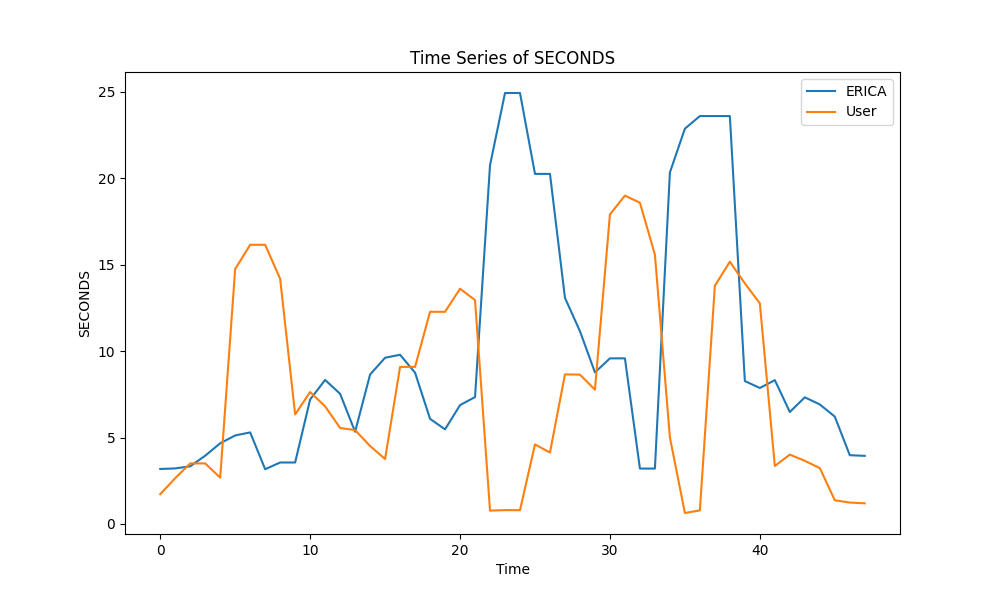 Time Series of SECONDS
ERICA
User
SECONDS
25
20
15
10
5
0
0 10 20 30 40
Time